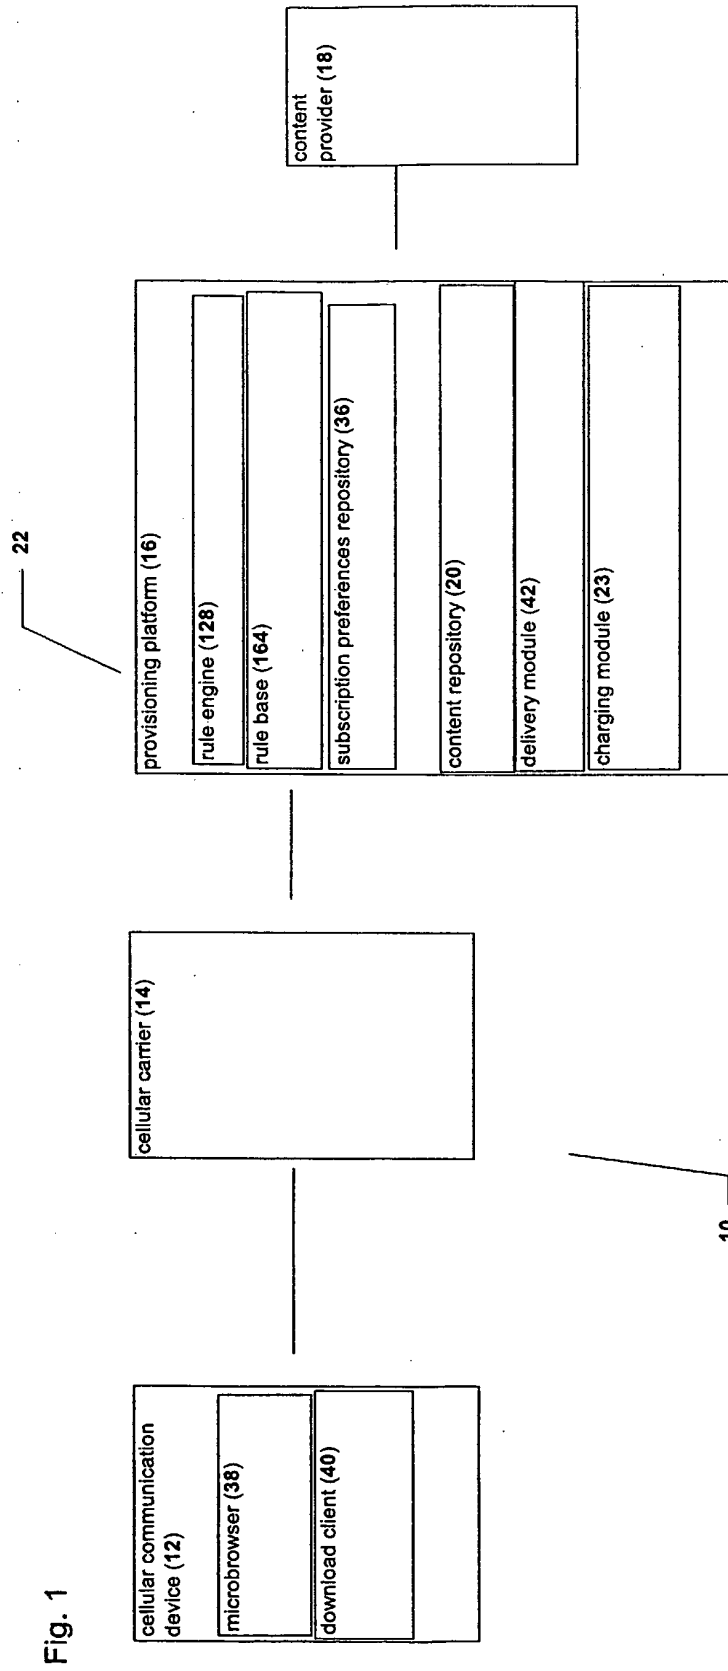 Fig. 1
cellular communication
device (12)
microbrowser (38)
download client (40)
cellular carrier (14)
10
22
provisioning platform (16)
rule engine (128)
rule base (164)
subscription preferences repository (36)
content repository (20)
delivery module (42)
charging module (23)
content
provider (18)